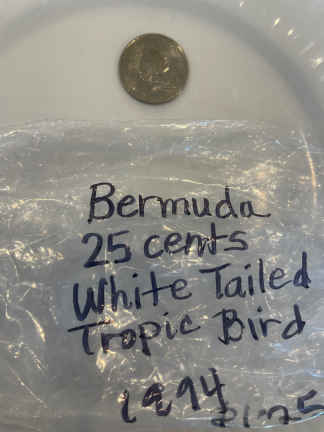 Bermuda
25 cents
White Tailed
Tropic Bird
1994